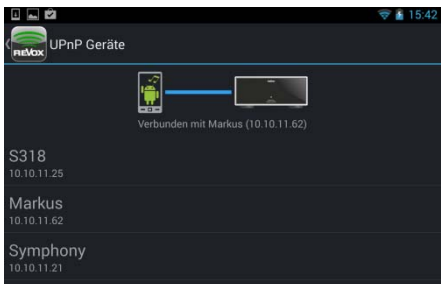 15:42
REVOX
UPnP Geräte
Verbunden mit Markus (10.10.11.62)
S318
10.10.11.25
Markus
10.10.11.62
Symphony
10.10.11.21